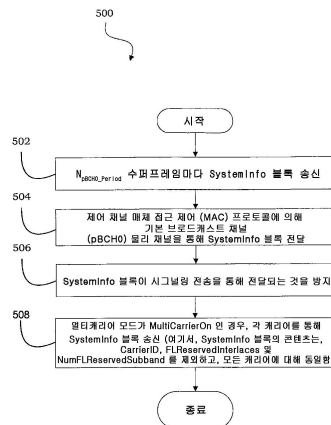 500
시작
502
NpBCH0_Period 수퍼프레임마다 SystemInfo 블록 송신
504
제어 채널 매체 접근 제어 (MAC) 프로토콜에 의해
기본 브로드캐스트 채널
(pBCH0) 물리 채널을 통해 SystemInfo 블록 전달
506
SystemInfo 블록이 시그널링 전송을 통해 전달되는 것을 방지
508
멀티캐리어 모드가 MultiCarrierOn 인 경우, 각 캐리어를 통해
SystemInfo 블록 송신 (여기서, SystemInfo 블록의 콘텐츠는,
CarrierID, FLReservedInterlaces 및
NumFLReservedSubband 를 제외하고, 모든 캐리어에 대해 동일함
종료